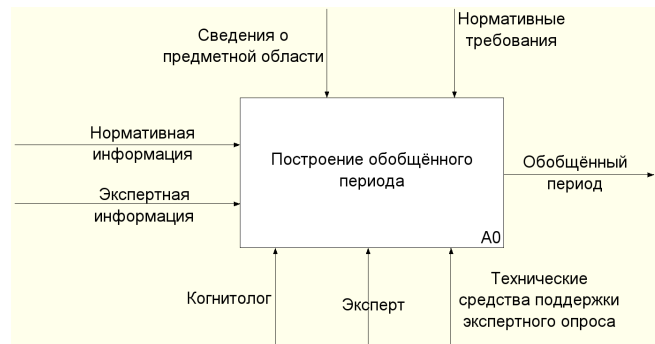 Сведения о
предметной области
Нормативные
требования
Нормативная
информация
Экспертная
информация
Построение обобщённого
периода
А0
Обобщённый
период
Когнитолог
Эксперт
Технические
средства поддержки
экспертного опроса